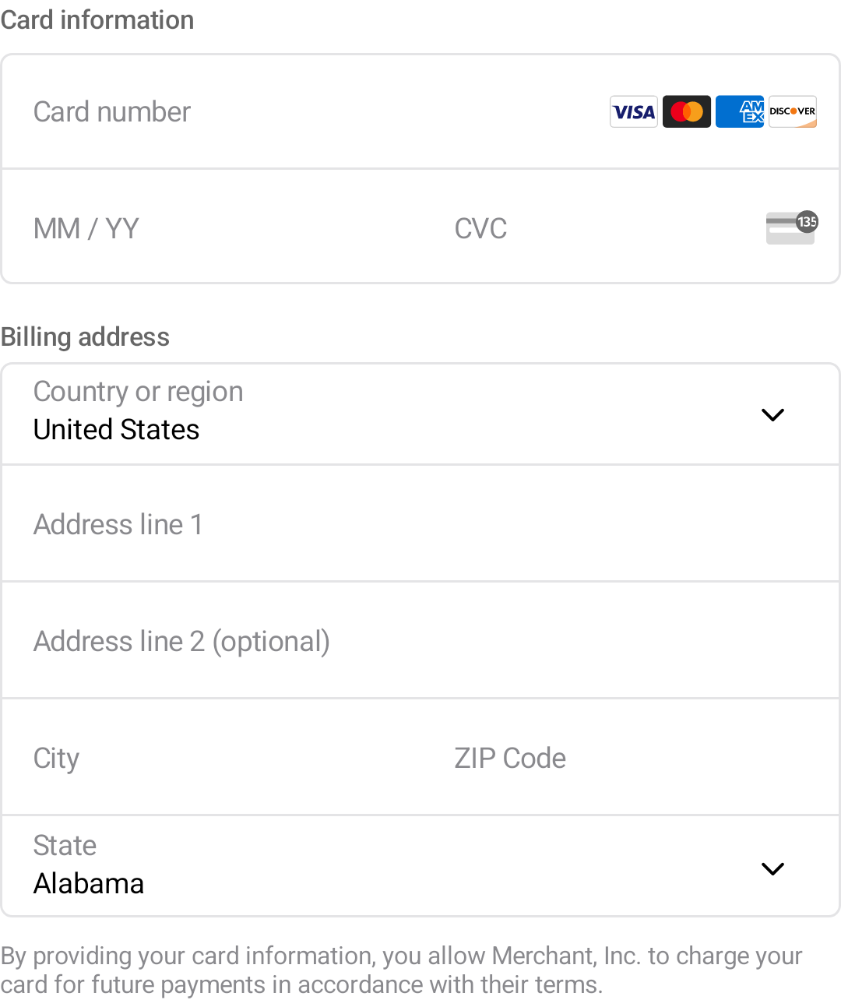 Card information
Card number VISA AM EX DISCOVER
MM / YY CVC 135
Billing address
Country or region
United States
Address line 1
Address line 2 (optional)
City ZIP Code
State
Alabama
By providing your card information, you allow Merchant, Inc. to charge your
card for future payments in accordance with their terms.